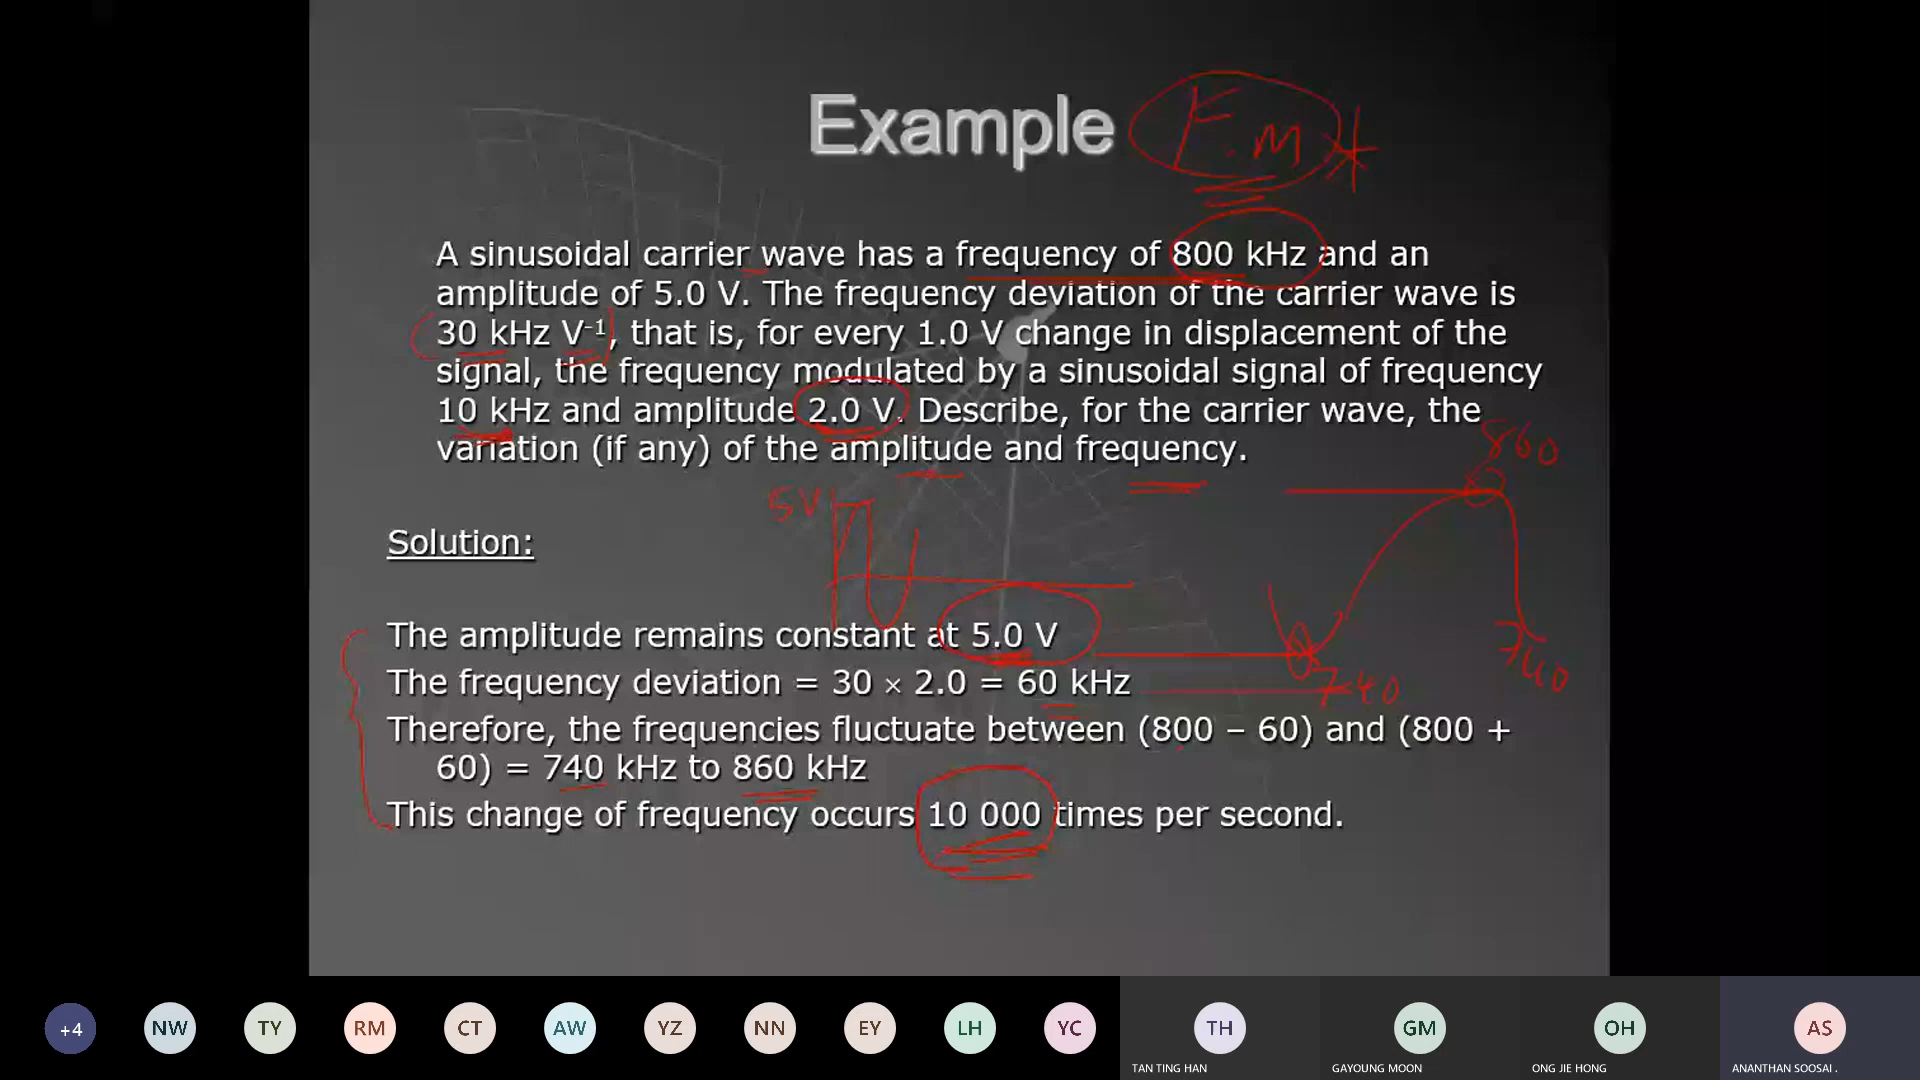 Example F.M*
A sinusoidal carrier wave has a frequency of 800 kHz and an
amplitude of 5.0 V. The frequency deviation of the carrier wave is
30 kHz V⁻¹, that is, for every 1.0 V change in displacement of the
signal, the frequency modulated by a sinusoidal signal of frequency
10 kHz and amplitude 2.0 V. Describe, for the carrier wave, the
variation (if any) of the amplitude and frequency.
860
5V
Solution:
The amplitude remains constant at 5.0 V
740
740
The frequency deviation = 30 × 2.0 = 60 kHz
Therefore, the frequencies fluctuate between (800 – 60) and (800 +
60) = 740 kHz to 860 kHz
This change of frequency occurs 10 000 times per second.
+4 NW TY RM CT AW YZ NN EY LH YC TH GM OH AS
TAN TING HAN GAYOUNG MOON ONG JIE HONG ANANTHAN SOOSAI .